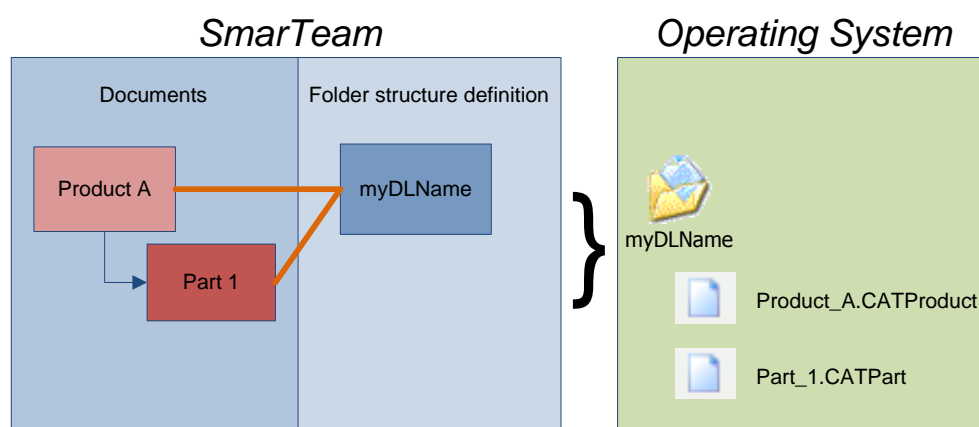 SmarTeam
Operating System
Documents
Folder structure definition
Product A
myDLName
Part 1
}
myDLName
Product_A.CATProduct
Part_1.CATPart